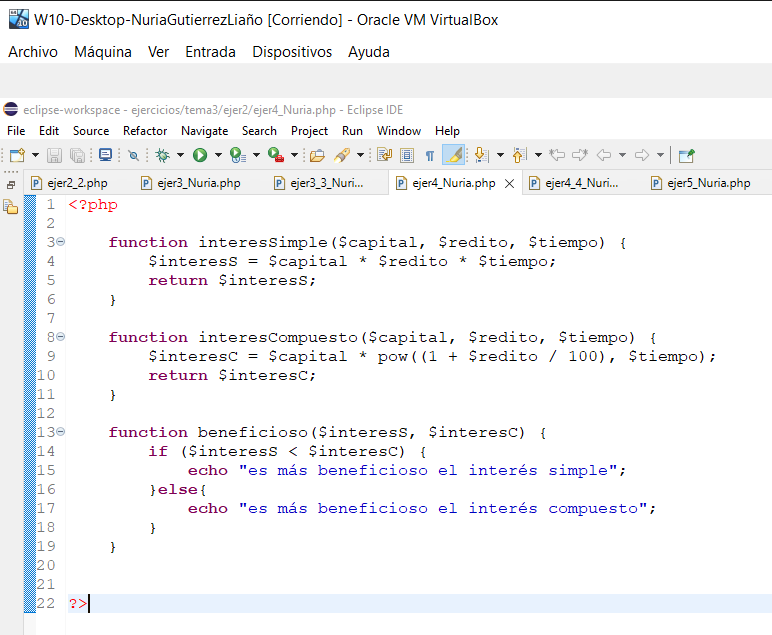 W10-Desktop-NuriaGutierrezLiaño [Corriendo] - Oracle VM VirtualBox
Archivo Máquina Ver Entrada Dispositivos Ayuda
eclipse-workspace - ejercicios/tema3/ejer2/ejer4_Nuria.php - Eclipse IDE
File Edit Source Refactor Navigate Search Project Run Window Help
ejer2_2.php ejer3_Nuria.php ejer3_3_Nuri... ejer4_Nuria.php ejer4_4_Nuri... ejer5_Nuria.php
1 <?php
2
3 function interesSimple($capital, $redito, $tiempo) {
4 $interesS = $capital * $redito * $tiempo;
5 return $interesS;
6 }
7
8 function interesCompuesto($capital, $redito, $tiempo) {
9 $interesC = $capital * pow((1 + $redito / 100), $tiempo);
10 return $interesC;
11 }
12
13 function beneficioso($interesS, $interesC) {
14 if ($interesS < $interesC) {
15 echo "es más beneficioso el interés simple";
16 }else{
17 echo "es más beneficioso el interés compuesto";
18 }
19 }
20
21
22 ?>